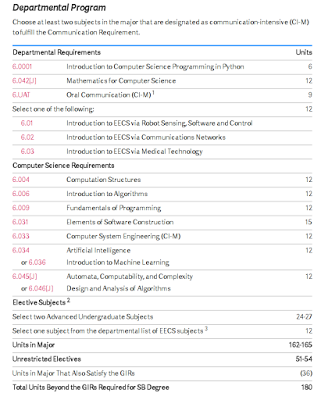 Departmental Program
Choose at least two subjects in the major that are designated as communication-intensive (CI-M)
to fulfill the Communication Requirement.
Departmental Requirements Units
6.0001 Introduction to Computer Science Programming in Python 6
6.042[J] Mathematics for Computer Science 12
6.UAT Oral Communication (CI-M) 1 9
Select one of the following: 12
6.01 Introduction to EECS via Robot Sensing, Software and Control
6.02 Introduction to EECS via Communications Networks
6.03 Introduction to EECS via Medical Technology
Computer Science Requirements
6.004 Computation Structures 12
6.006 Introduction to Algorithms 12
6.009 Fundamentals of Programming 12
6.031 Elements of Software Construction 15
6.033 Computer System Engineering (CI-M) 12
6.034 Artificial Intelligence 12
or 6.036 Introduction to Machine Learning
6.045[J] Automata, Computability, and Complexity 12
or 6.046[J] Design and Analysis of Algorithms
Elective Subjects 2
Select two Advanced Undergraduate Subjects 24-27
Select one subject from the departmental list of EECS subjects 3 12
Units in Major 162-165
Unrestricted Electives 51-54
Units in Major That Also Satisfy the GIRs (36)
Total Units Beyond the GIRs Required for SB Degree 180